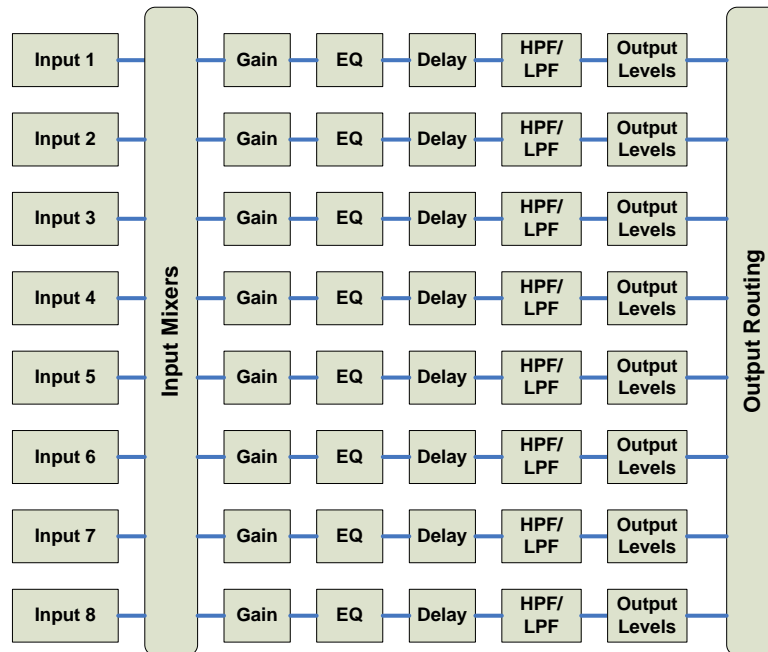 Input 1
Gain
EQ
Delay
HPF/
LPF
Output
Levels
Input 2
Gain
EQ
Delay
HPF/
LPF
Output
Levels
Input 3
Gain
EQ
Delay
HPF/
LPF
Output
Levels
Input 4
Gain
EQ
Delay
HPF/
LPF
Output
Levels
Input 5
Gain
EQ
Delay
HPF/
LPF
Output
Levels
Input 6
Gain
EQ
Delay
HPF/
LPF
Output
Levels
Input 7
Gain
EQ
Delay
HPF/
LPF
Output
Levels
Input 8
Gain
EQ
Delay
HPF/
LPF
Output
Levels
Input Mixers
Output Routing